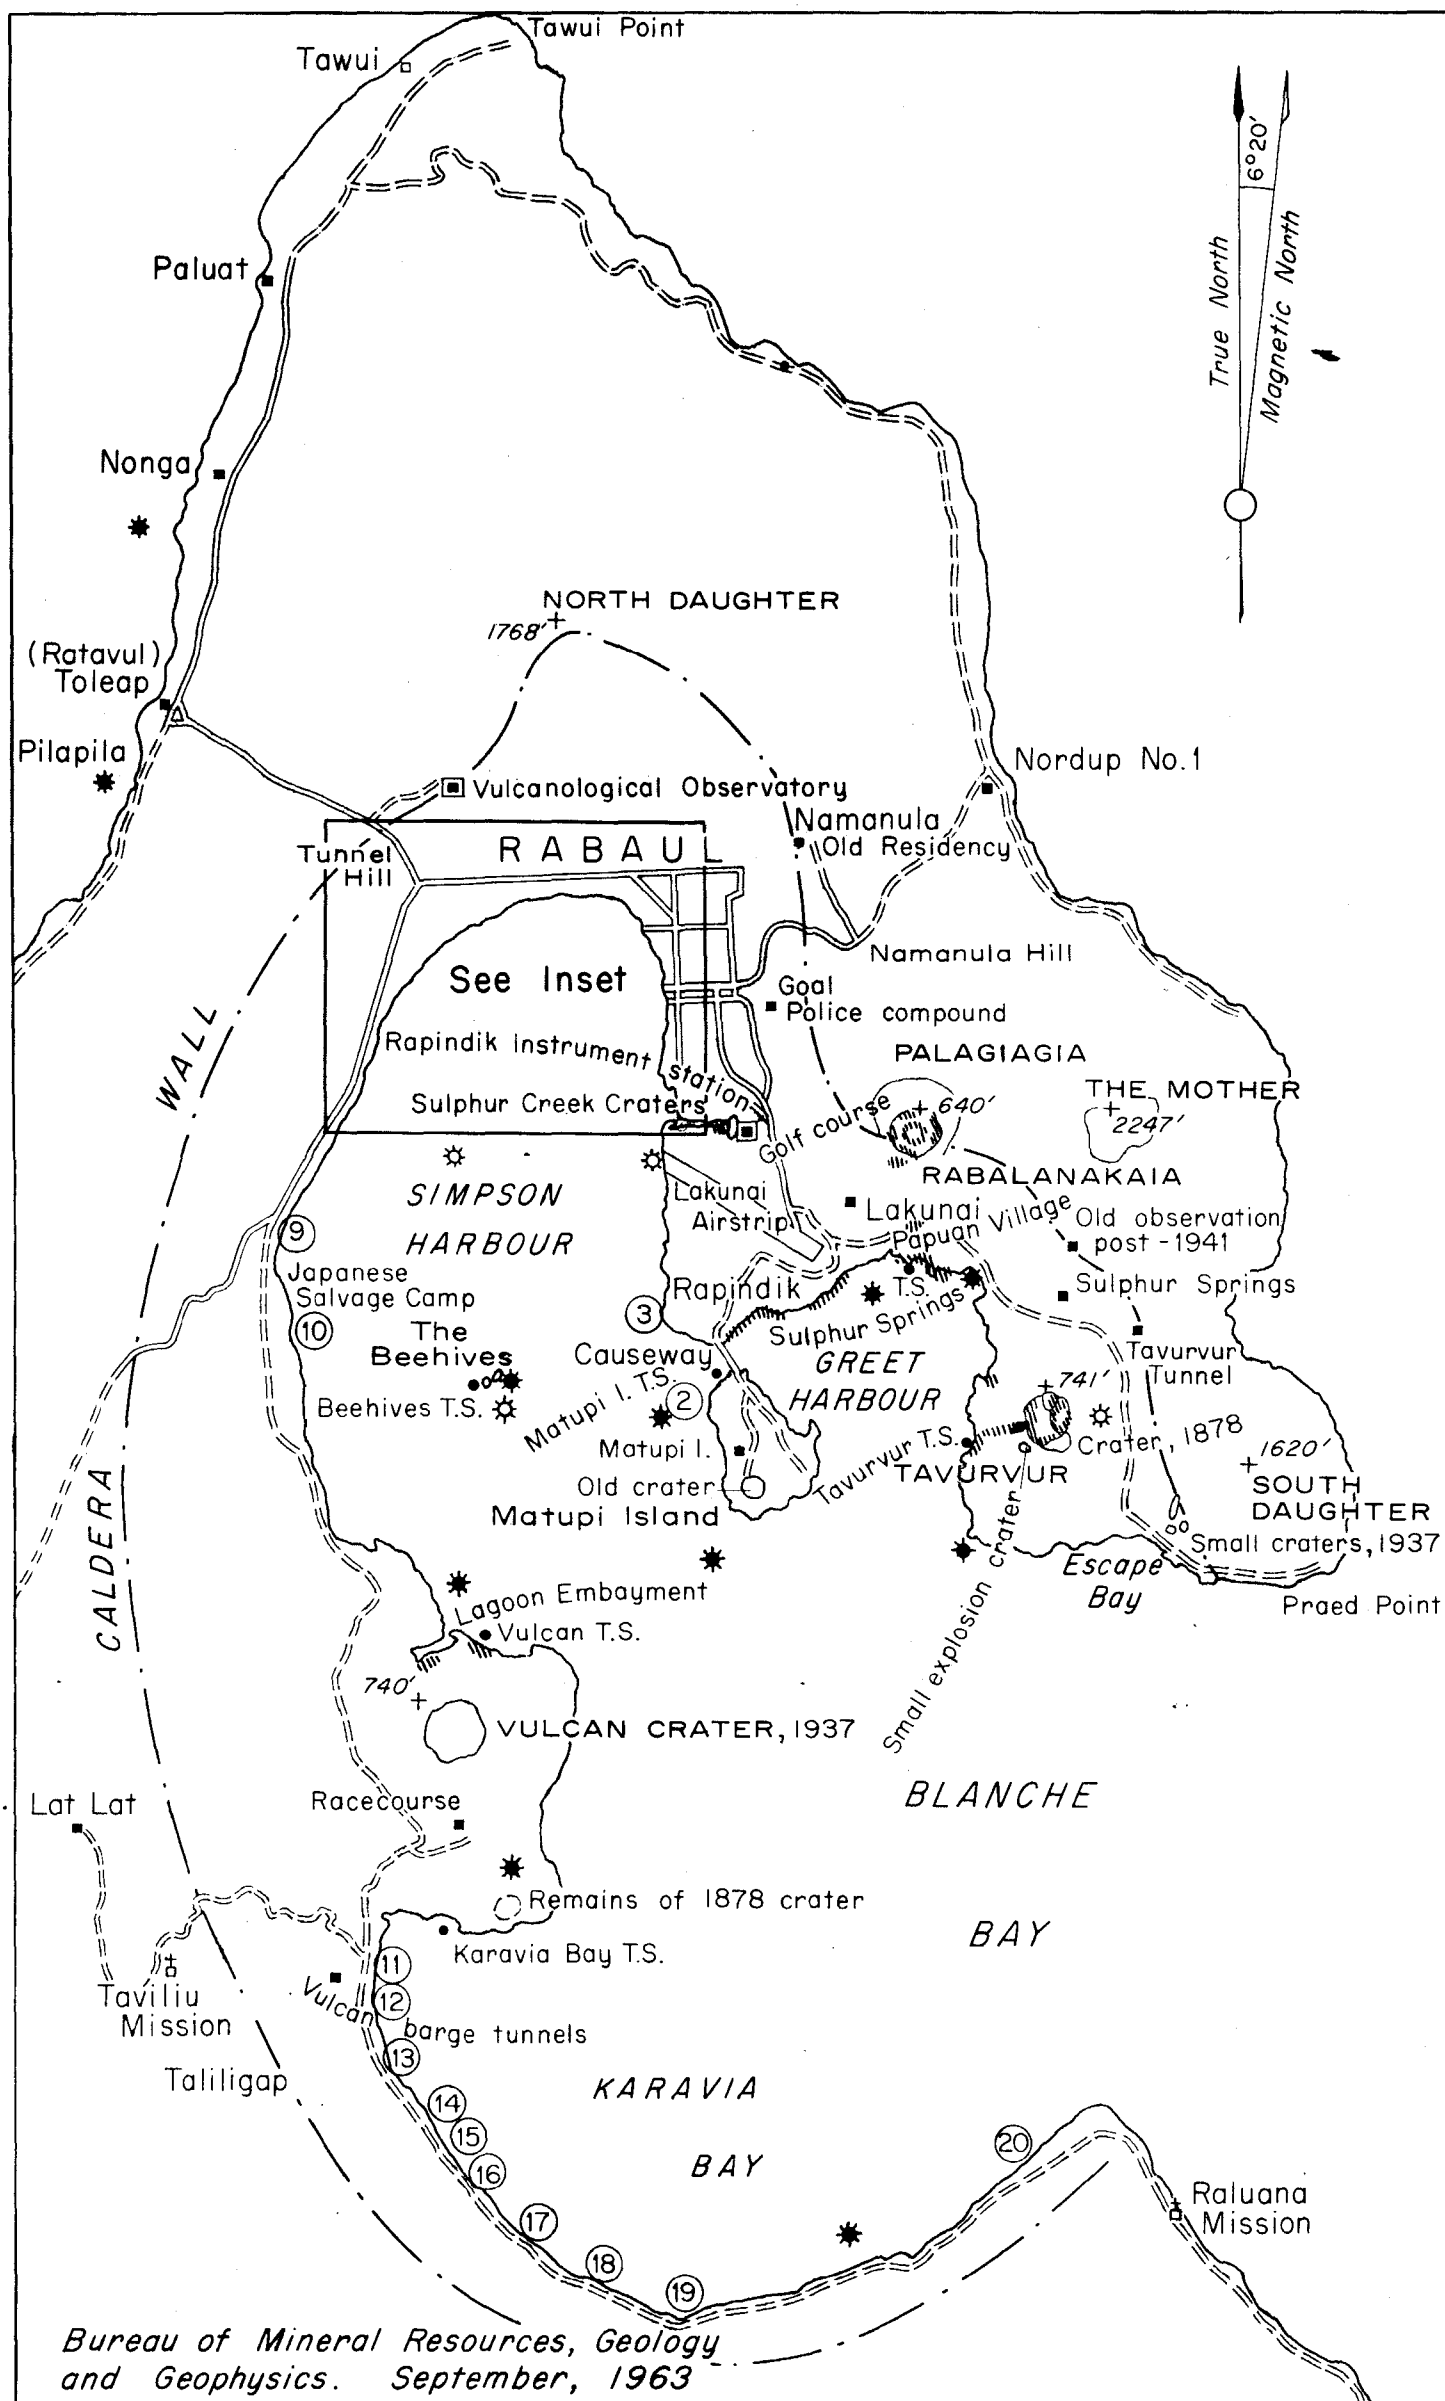 Tawui Point
Tawui
6°20'
True North
Magnetic North
Paluat
Nonga
NORTH DAUGHTER
1768'
(Ratavul)
Toleap
Pilapila
Nordup No.1
Vulcanological Observatory
Namanula
Old Residency
RABAUL
Tunnel
Hill
Namanula Hill
See Inset
Goal
Police compound
Rapindik Instrument station
PALAGIAGIA
THE MOTHER
2247'
640'
Sulphur Creek Craters
Golf course
RABALANAKAIA
WALL
SIMPSON
HARBOUR
Lakunai
Airstrip
Lakunai
Papuan Village
Old observation
post-1941
9
Japanese
Salvage Camp
10
Rapindik
3
T.S.
Sulphur Springs
Sulphur Springs
The
Beehives
Beehives T.S.
Causeway
Matupi I. T.S.
2
GREET
HARBOUR
Tavurvur
Tunnel
741'
Crater, 1878
Matupi I.
Old crater
Matupi Island
Tavurvur T.S.
TAVURVUR
1620'
SOUTH
DAUGHTER
Small craters, 1937
Small explosion crater
Escape
Bay
Praed Point
CALDERA
Lagoon Embayment
Vulcan T.S.
740'
VULCAN CRATER, 1937
BLANCHE
BAY
Lat Lat
Racecourse
Remains of 1878 crater
Karavia Bay T.S.
Taviliu
Mission
Vulcan
11
12
barge tunnels
13
Taliligap
14
15
16
17
18
19
20
KARAVIA
BAY
Raluana
Mission
Bureau of Mineral Resources, Geology
and Geophysics. September, 1963